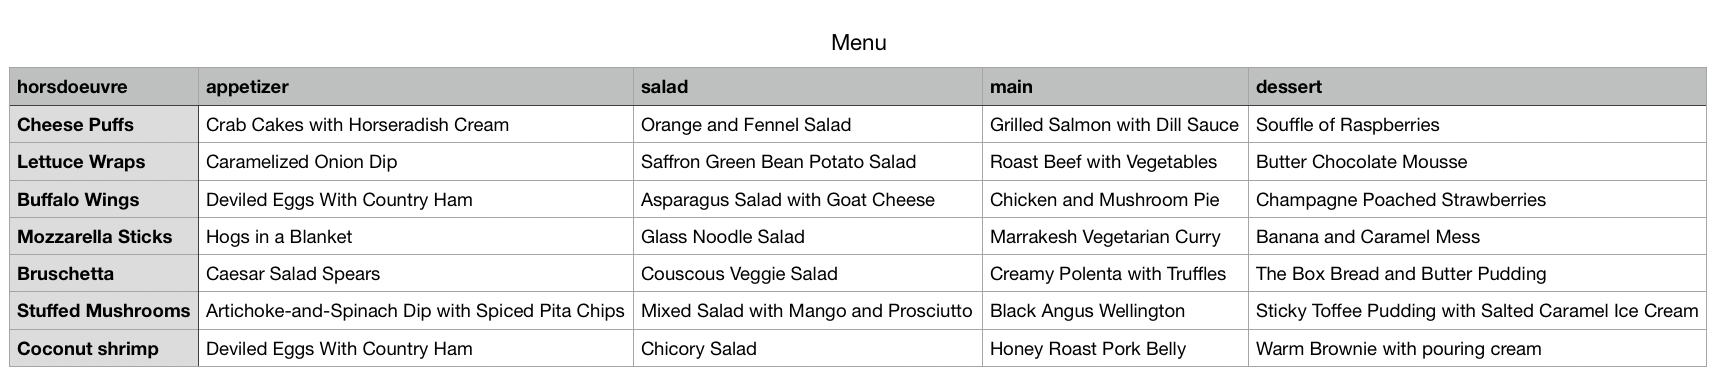 Menu
horsdoeuvre appetizer salad main dessert
Cheese Puffs Crab Cakes with Horseradish Cream Orange and Fennel Salad Grilled Salmon with Dill Sauce Souffle of Raspberries
Lettuce Wraps Caramelized Onion Dip Saffron Green Bean Potato Salad Roast Beef with Vegetables Butter Chocolate Mousse
Buffalo Wings Deviled Eggs With Country Ham Asparagus Salad with Goat Cheese Chicken and Mushroom Pie Champagne Poached Strawberries
Mozzarella Sticks Hogs in a Blanket Glass Noodle Salad Marrakesh Vegetarian Curry Banana and Caramel Mess
Bruschetta Caesar Salad Spears Couscous Veggie Salad Creamy Polenta with Truffles The Box Bread and Butter Pudding
Stuffed Mushrooms Artichoke-and-Spinach Dip with Spiced Pita Chips Mixed Salad with Mango and Prosciutto Black Angus Wellington Sticky Toffee Pudding with Salted Caramel Ice Cream
Coconut shrimp Deviled Eggs With Country Ham Chicory Salad Honey Roast Pork Belly Warm Brownie with pouring cream